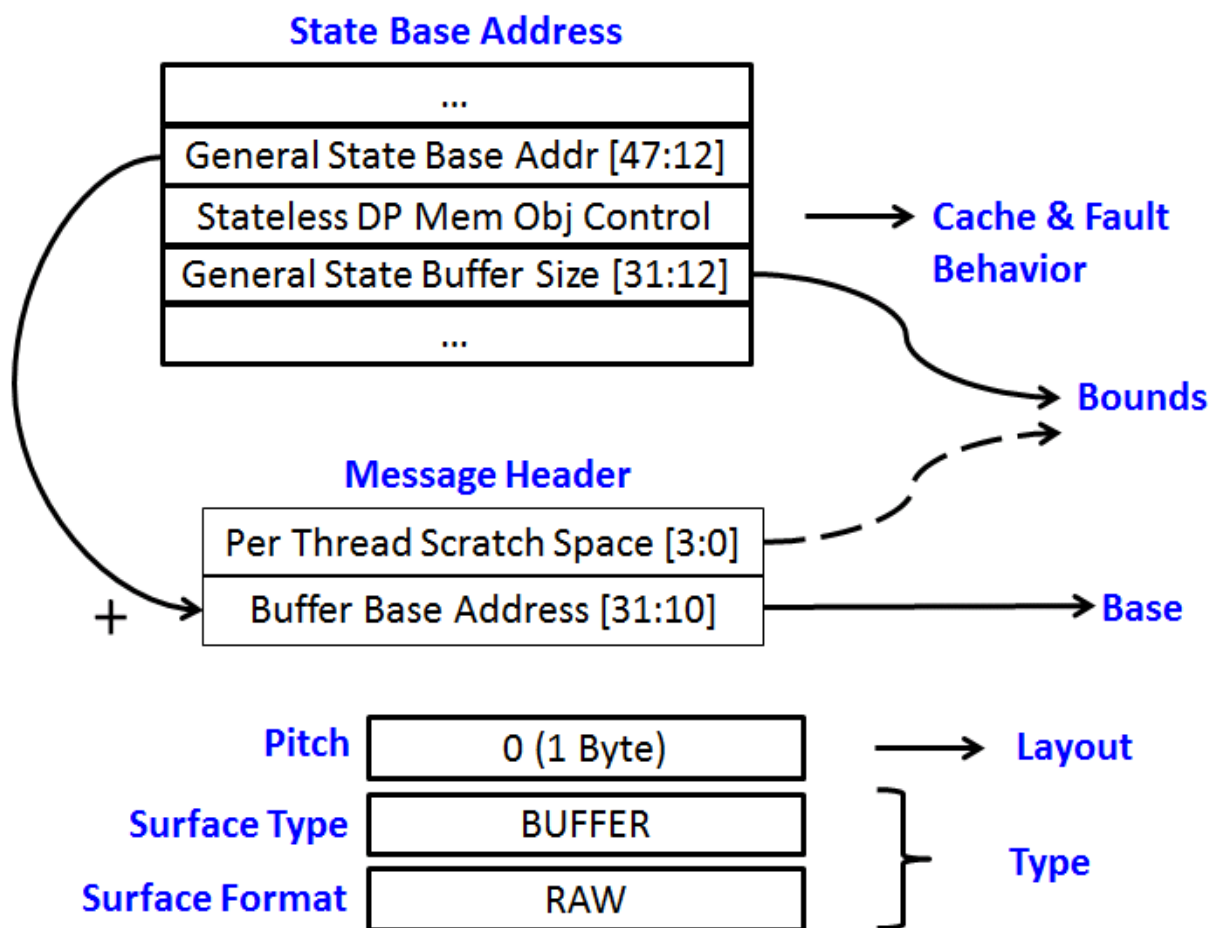 State Base Address
...
General State Base Addr [47:12]
Stateless DP Mem Obj Control
Cache & Fault
Behavior
General State Buffer Size [31:12]
...
Bounds
Message Header
Per Thread Scratch Space [3:0]
+
Buffer Base Address [31:10]
Base
Pitch
0 (1 Byte)
Layout
Surface Type
BUFFER
Type
Surface Format
RAW